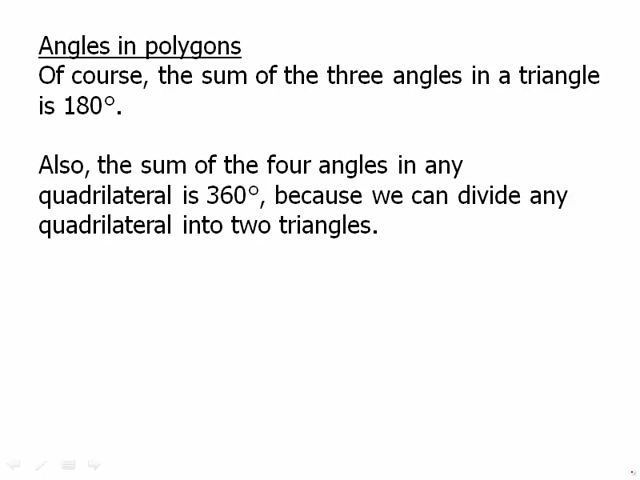 Angles in polygons
Of course, the sum of the three angles in a triangle
is 180°.
Also, the sum of the four angles in any
quadrilateral is 360°, because we can divide any
quadrilateral into two triangles.